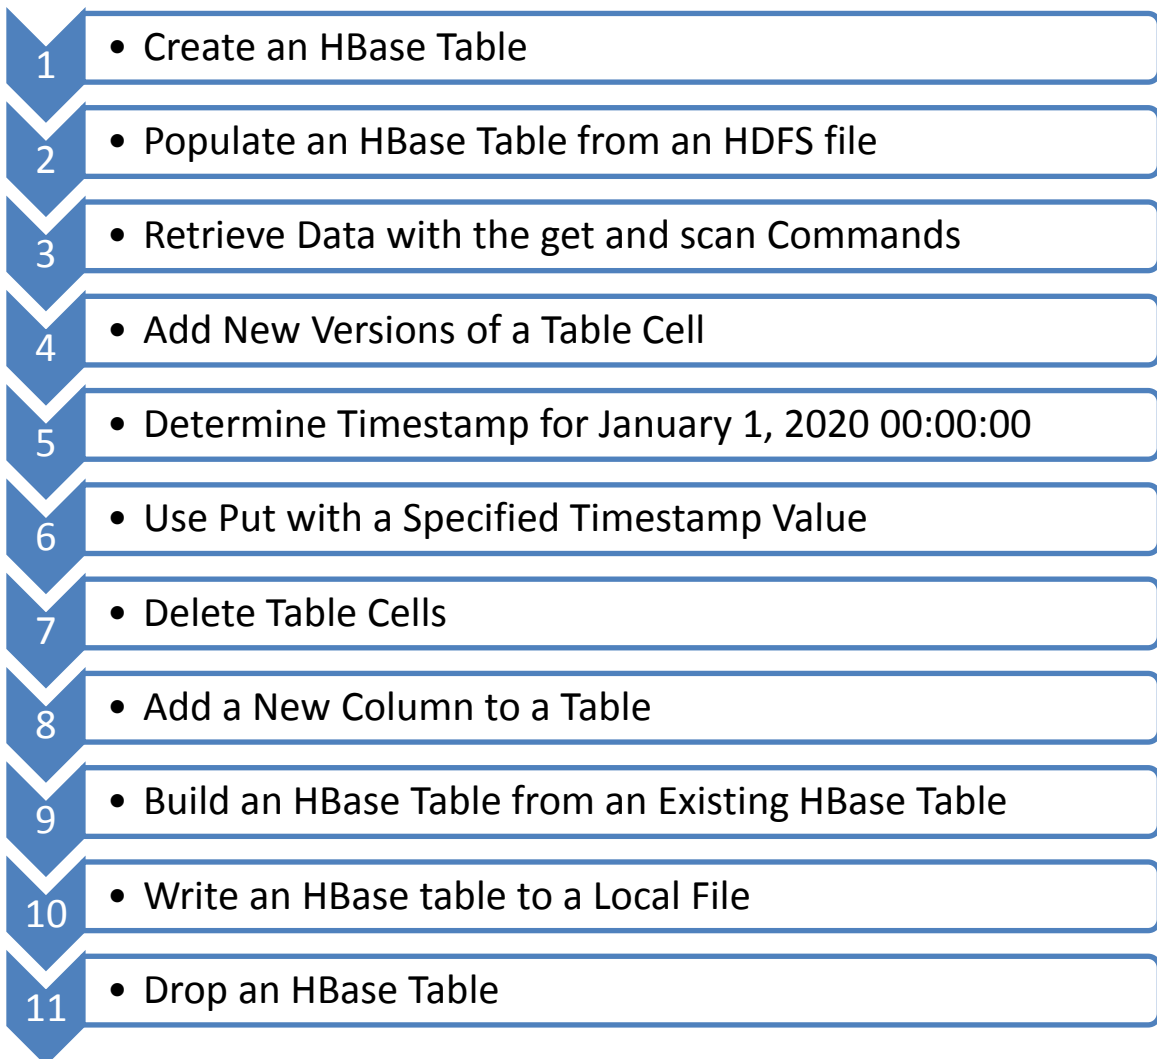 1 • Create an HBase Table
2 • Populate an HBase Table from an HDFS file
3 • Retrieve Data with the get and scan Commands
4 • Add New Versions of a Table Cell
5 • Determine Timestamp for January 1, 2020 00:00:00
6 • Use Put with a Specified Timestamp Value
7 • Delete Table Cells
8 • Add a New Column to a Table
9 • Build an HBase Table from an Existing HBase Table
10 • Write an HBase table to a Local File
11 • Drop an HBase Table